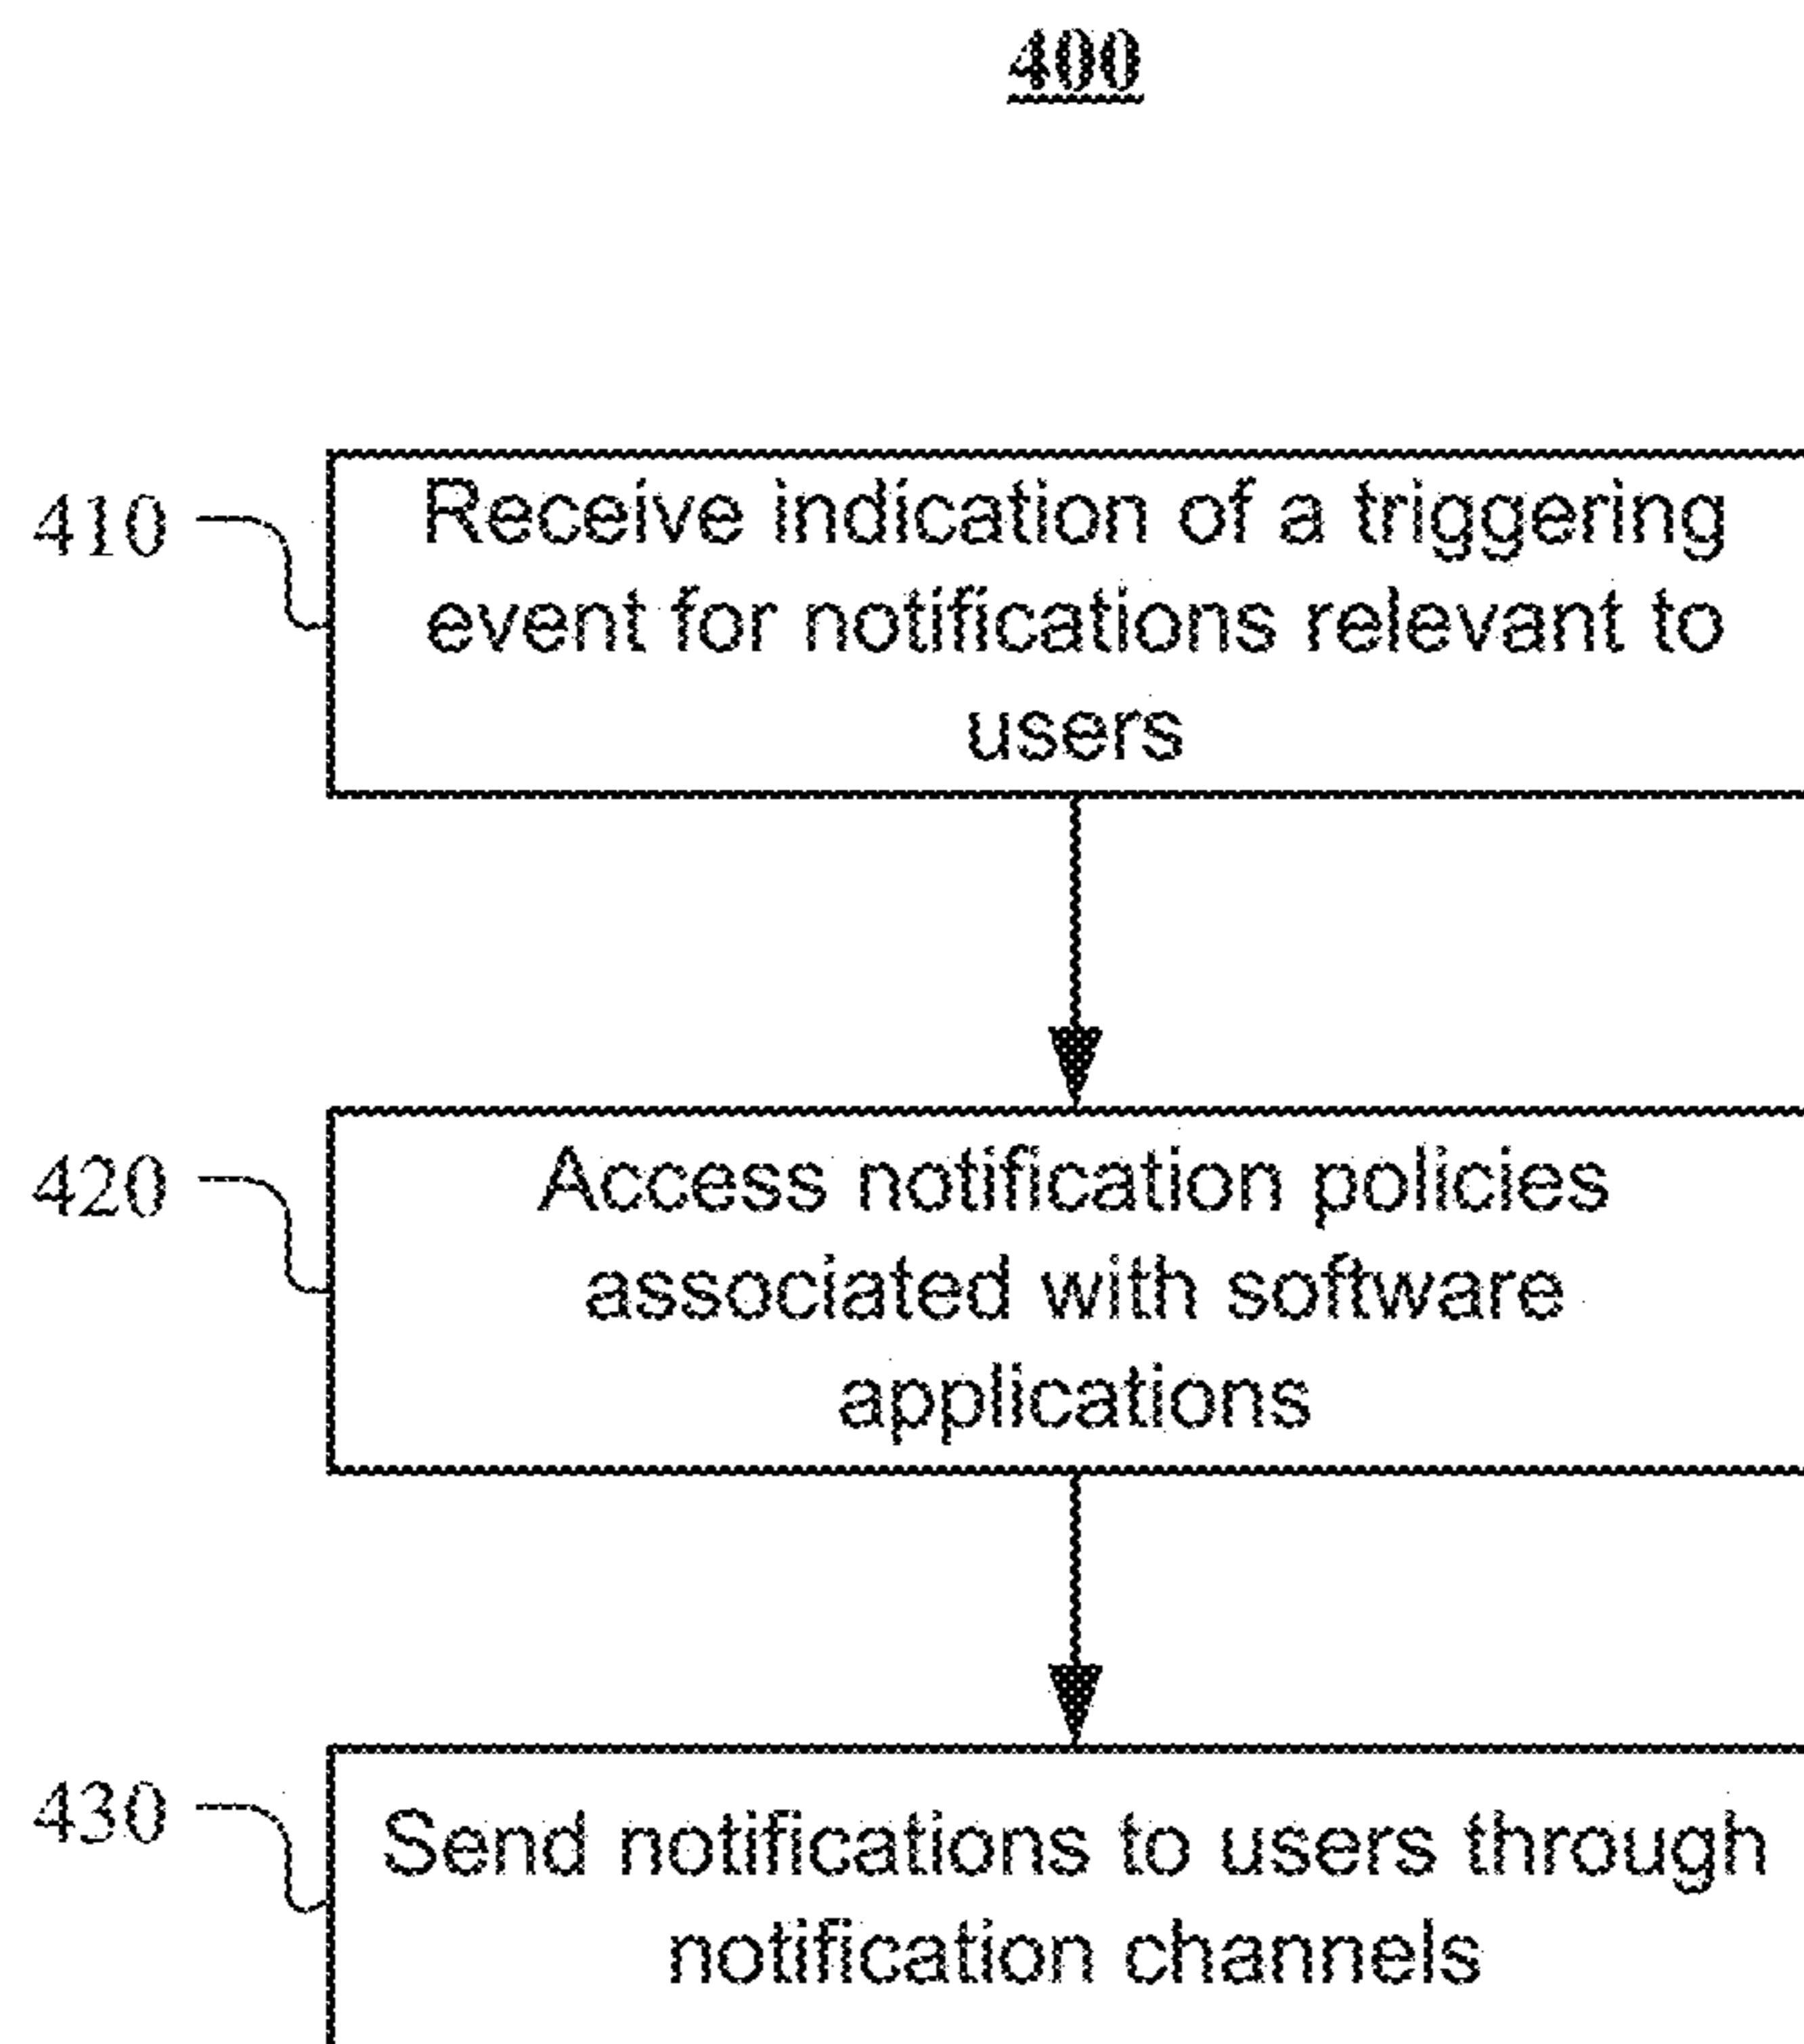 400
410
Receive indication of a triggering
event for notifications relevant to
users
420
Access notification policies
associated with software
applications
430
Send notifications to users through
notification channels